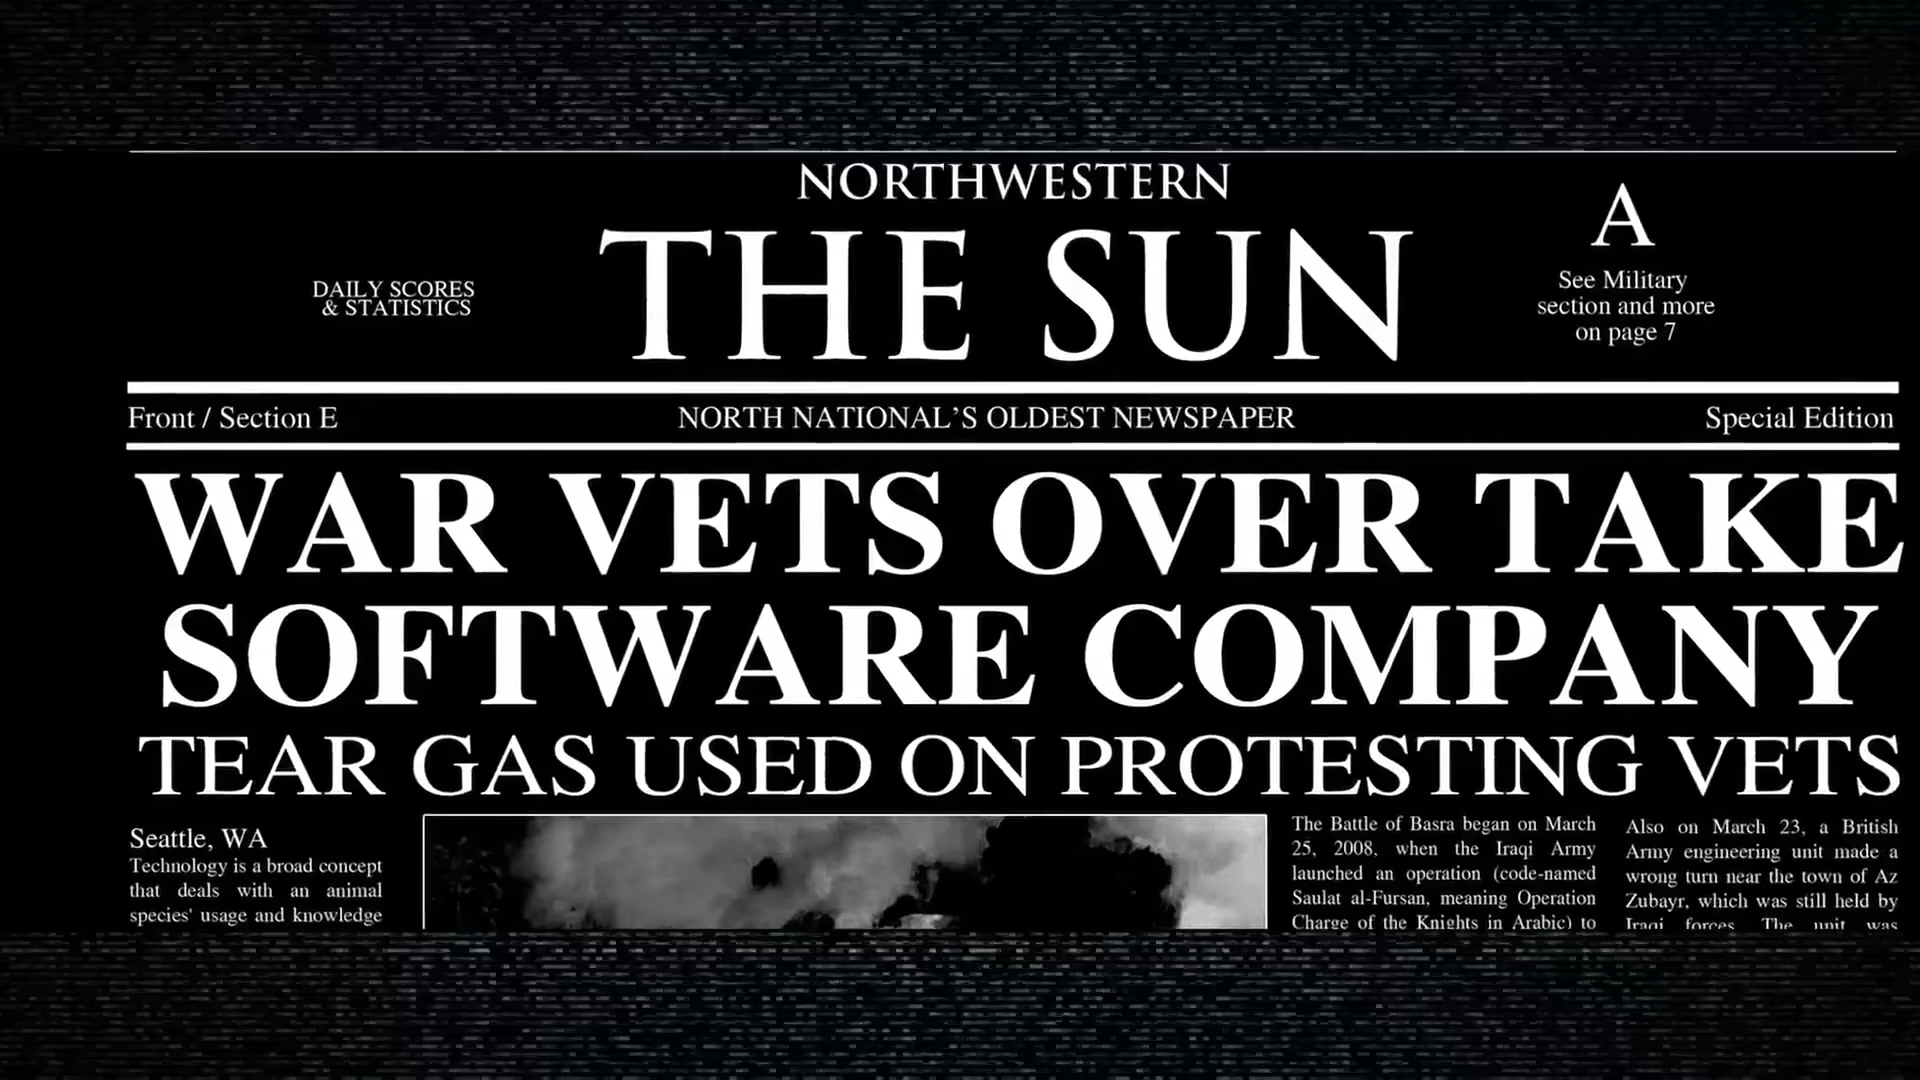 NORTHWESTERN
THE SUN
DAILY SCORES
& STATISTICS
A
See Military
section and more
on page 7
Front / Section E
NORTH NATIONAL'S OLDEST NEWSPAPER
Special Edition
WAR VETS OVER TAKE
SOFTWARE COMPANY
TEAR GAS USED ON PROTESTING VETS
Seattle, WA
Technology is a broad concept
that deals with an animal
species' usage and knowledge
The Battle of Basra began on March
25, 2008, when the Iraqi Army
launched an operation (code-named
Saulat al-Fursan, meaning Operation
Charge of the Knights in Arabic) to
Also on March 23, a British
Army engineering unit made a
wrong turn near the town of Az
Zubayr, which was still held by
Iraqi forces. The unit was